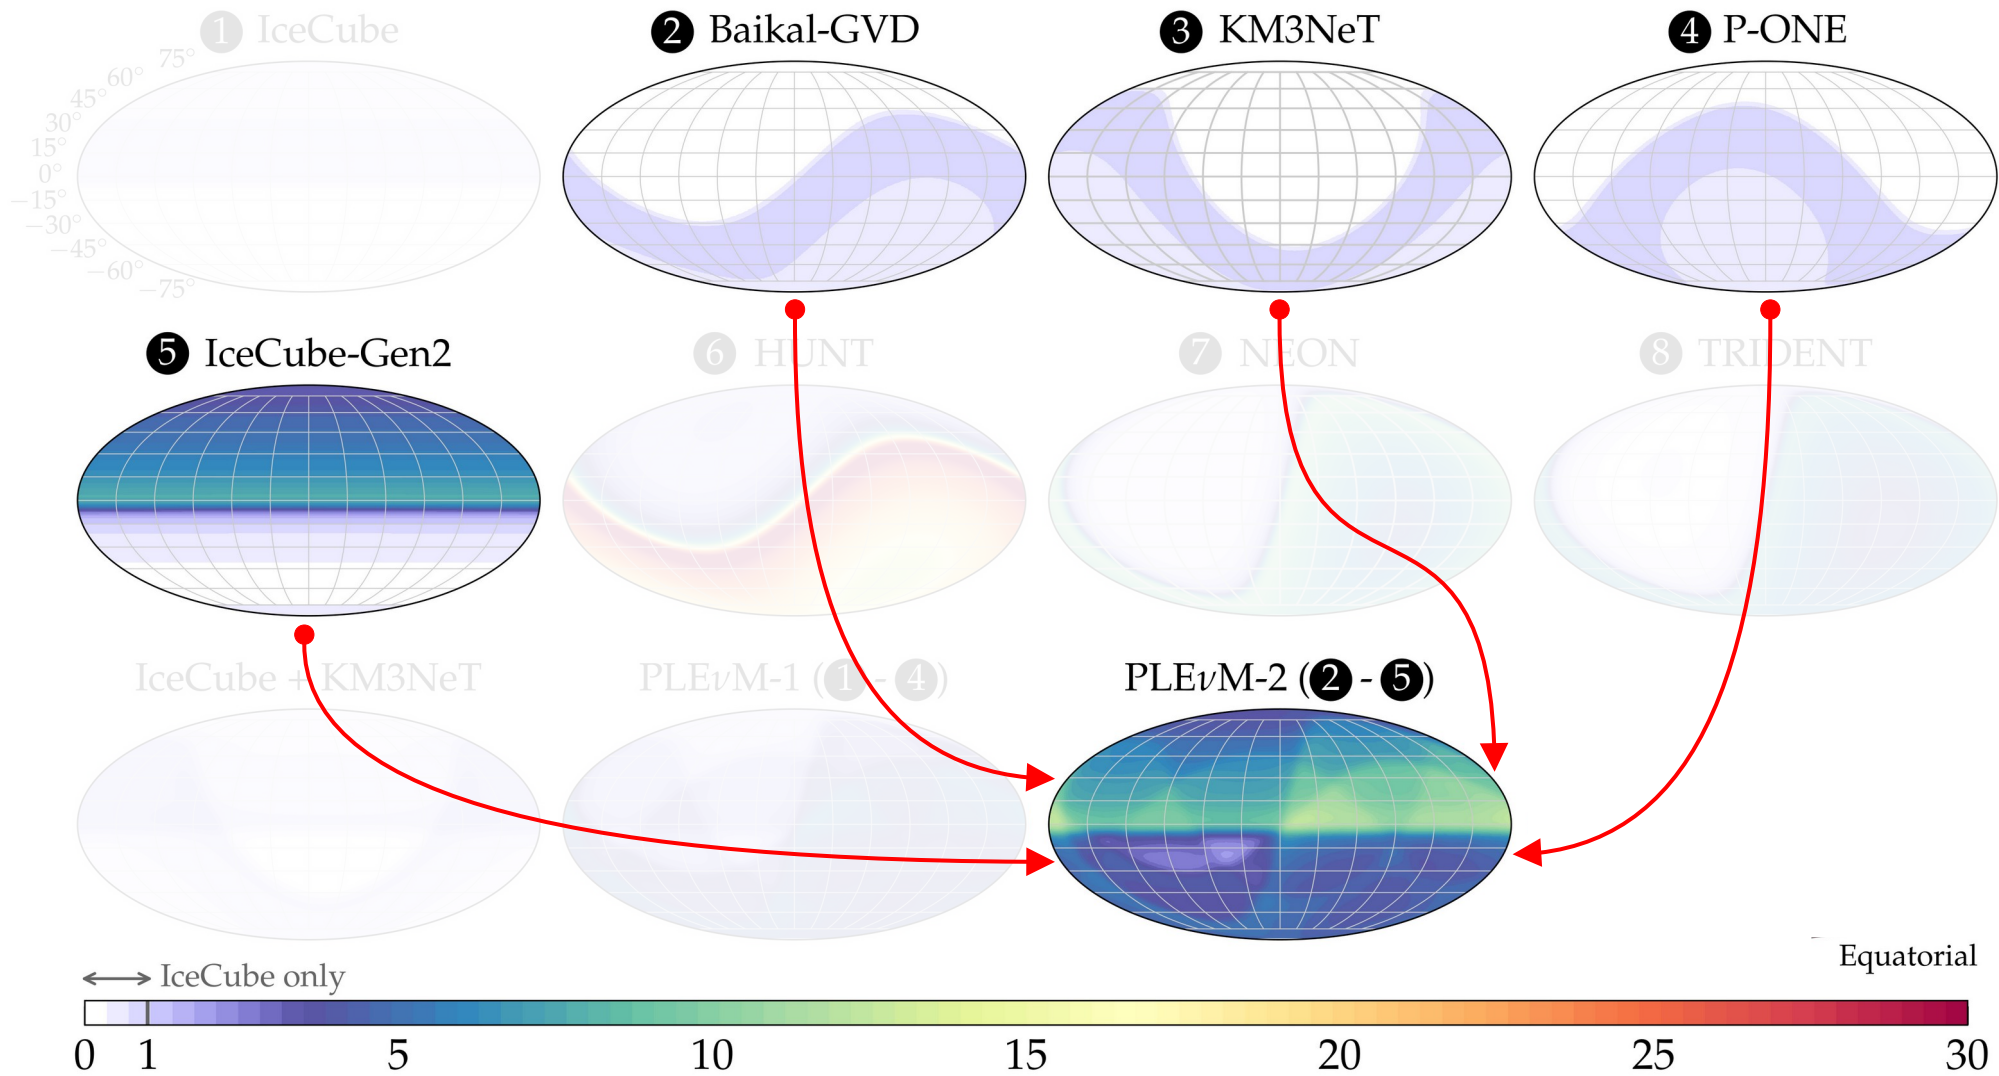 1 IceCube
2 Baikal-GVD
3 KM3NeT
4 P-ONE
75°
60°
45°
30°
15°
0°
−15°
−30°
−45°
−60°
−75°
5 IceCube-Gen2
6 HUNT
7 NEON
8 TRIDENT
IceCube + KM3NeT
PLEνM-1 (1 - 4)
PLEνM-2 (2 - 5)
Equatorial
IceCube only
0 1 5 10 15 20 25 30